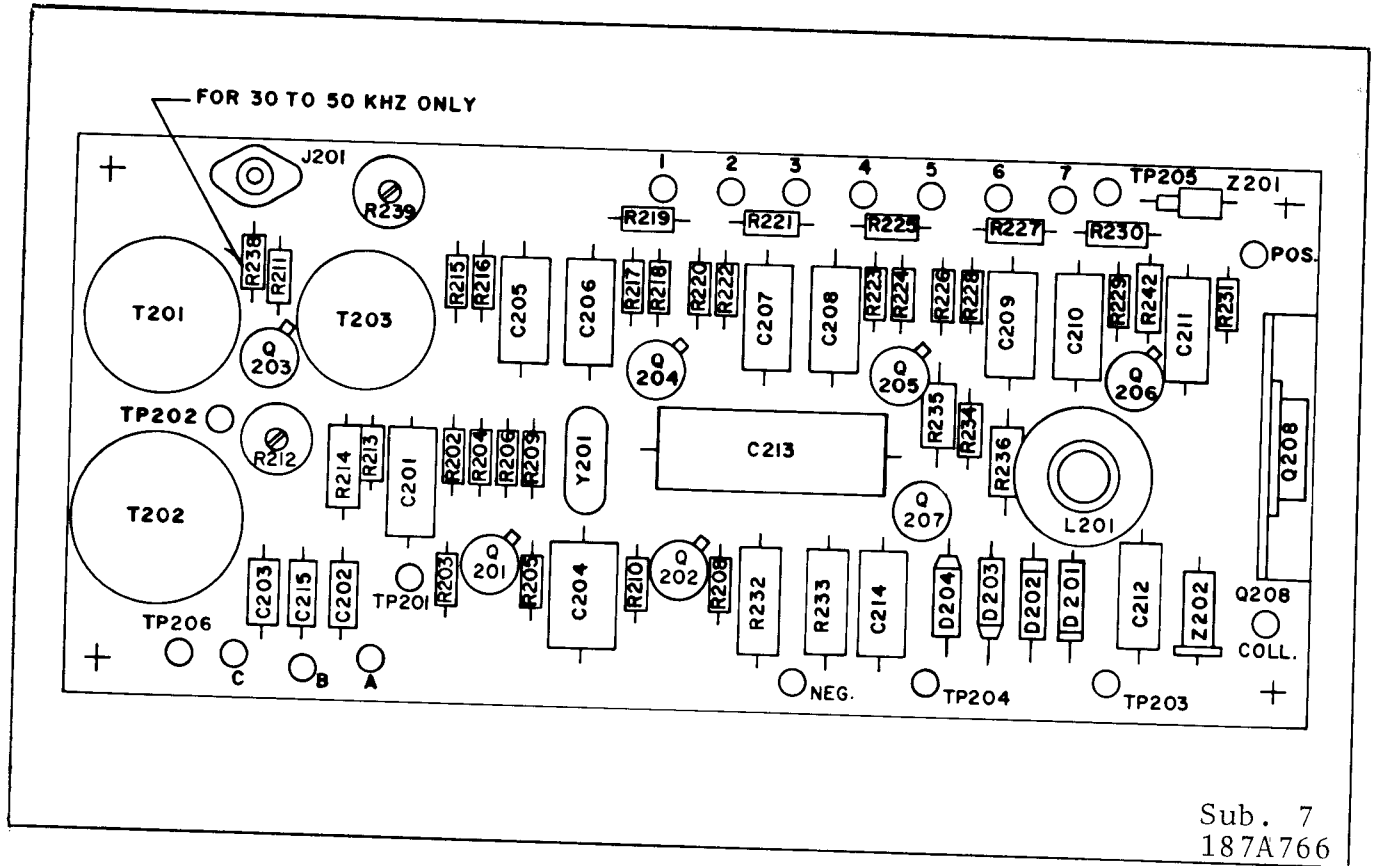 FOR 30 TO 50 KHZ ONLY
J201
R239
1 2 3 4 5 6 7
TP205
Z201
R219
R221
R225
R227
R230
POS.
R238
R211
T201
T203
R215
R216
C205
C206
R217
R218
R220
R222
C207
C208
R223
R224
R226
R228
C209
C210
R229
R242
C211
R231
Q
203
Q
204
Q
205
Q
206
TP202
R212
R214
R213
C201
R202
R204
R206
R209
Y201
C213
R235
R234
R236
L201
Q208
T202
Q
207
C203
C215
C202
TP201
R203
Q
201
R205
C204
R210
Q
202
R208
R232
R233
C214
D204
D203
D202
D201
C212
Z202
Q208
COLL.
TP206
C
B
A
NEG.
TP204
TP203
Sub. 7
187A766